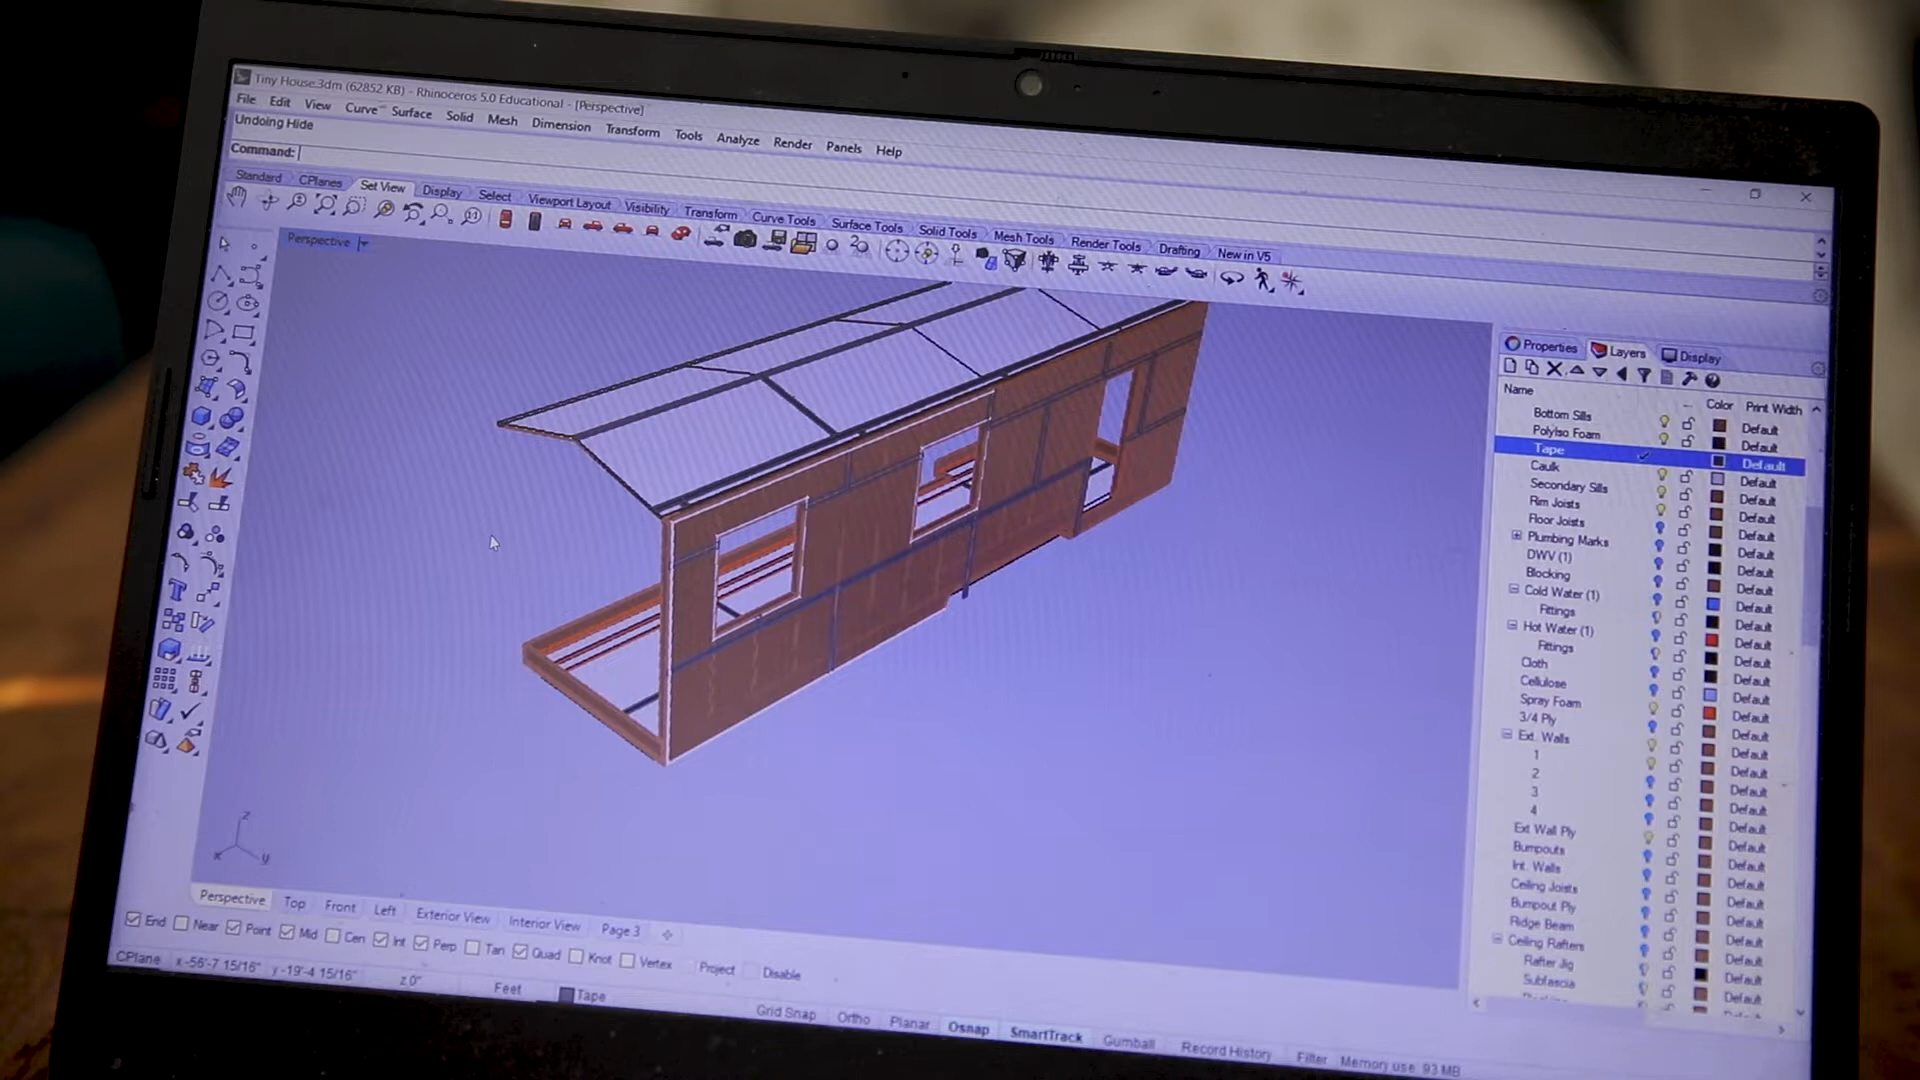 Tiny House.3dm (62852 KB) - Rhinoceros 5.0 Educational - [Perspective]
File Edit View Curve Surface Solid Mesh Dimension Transform Tools Analyze Render Panels Help
Undoing Hide
Command:
Standard CPlanes Set View Display Select Viewport Layout Visibility Transform Curve Tools Surface Tools Solid Tools Mesh Tools Render Tools Drafting New in V5
Perspective
Properties Layers Display
Name Color Print Width
Bottom Sills Default
PolyIso Foam Default
Tape Default
Caulk Default
Secondary Sills Default
Rim Joists Default
Floor Joists Default
Plumbing Marks Default
DWV (1) Default
Blocking Default
Cold Water (1) Default
Fittings Default
Hot Water (1) Default
Fittings Default
Cloth Default
Cellulose Default
Spray Foam Default
3/4 Ply Default
Ext. Walls Default
1 Default
2 Default
3 Default
4 Default
Ext Wall Ply Default
Bumpouts Default
Int. Walls Default
Ceiling Joists Default
Bumpout Ply Default
Ridge Beam Default
Ceiling Rafters Default
Rafter Jig Default
Subfascia Default
z
x y
Perspective Top Front Left Exterior View Interior View Page 3
End Near Point Mid Cen Int Perp Tan Quad Knot Vertex Project Disable
CPlane x -56'-7 15/16" y -19'-4 15/16" z 0" Feet Tape Grid Snap Ortho Planar Osnap SmartTrack Gumball Record History Filter Memory use: 93 MB